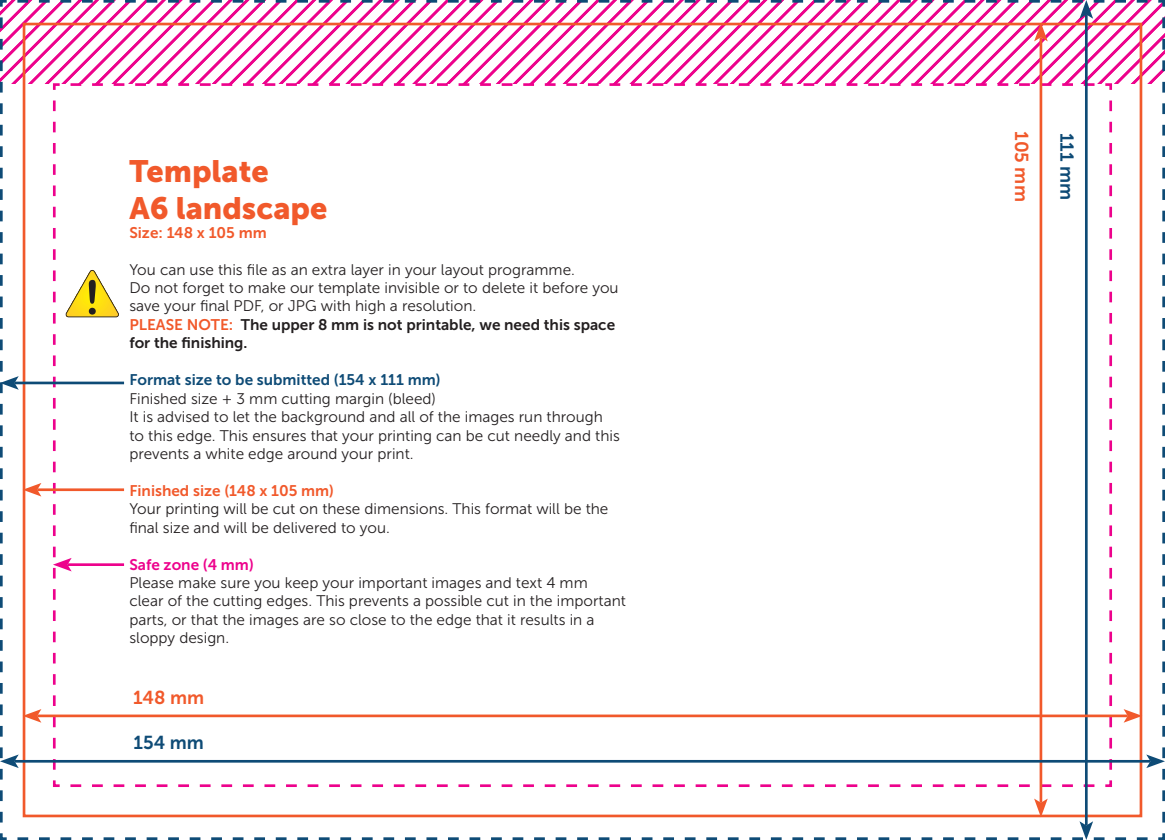 105 mm
111 mm
Template
A6 landscape
Size: 148 x 105 mm
You can use this file as an extra layer in your layout programme.
Do not forget to make our template invisible or to delete it before you
save your final PDF, or JPG with high a resolution.
PLEASE NOTE: The upper 8 mm is not printable, we need this space
for the finishing.
Format size to be submitted (154 x 111 mm)
Finished size + 3 mm cutting margin (bleed)
It is advised to let the background and all of the images run through
to this edge. This ensures that your printing can be cut needly and this
prevents a white edge around your print.
Finished size (148 x 105 mm)
Your printing will be cut on these dimensions. This format will be the
final size and will be delivered to you.
Safe zone (4 mm)
Please make sure you keep your important images and text 4 mm
clear of the cutting edges. This prevents a possible cut in the important
parts, or that the images are so close to the edge that it results in a
sloppy design.
148 mm
154 mm